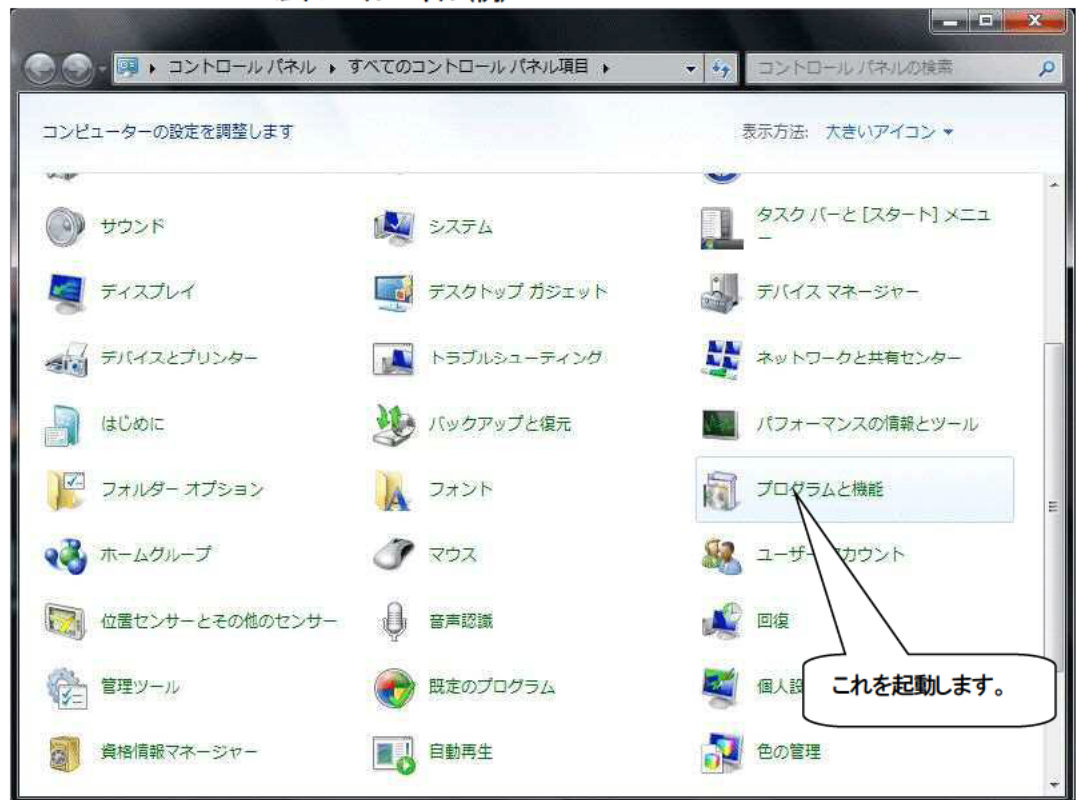 コントロール パネル ▸ すべてのコントロール パネル項目 ▸
コントロール パネルの検索
コンピューターの設定を調整します
表示方法: 大きいアイコン
サウンド
システム
タスク バーと [スタート] メニュ
ー
ディスプレイ
デスクトップ ガジェット
デバイス マネージャー
デバイスとプリンター
トラブルシューティング
ネットワークと共有センター
はじめに
バックアップと復元
パフォーマンスの情報とツール
フォルダー オプション
フォント
プログラムと機能
ホームグループ
マウス
ユーザー カウント
位置センサーとその他のセンサー
音声認識
回復
管理ツール
既定のプログラム
個人設
これを起動します。
資格情報マネージャー
自動再生
色の管理